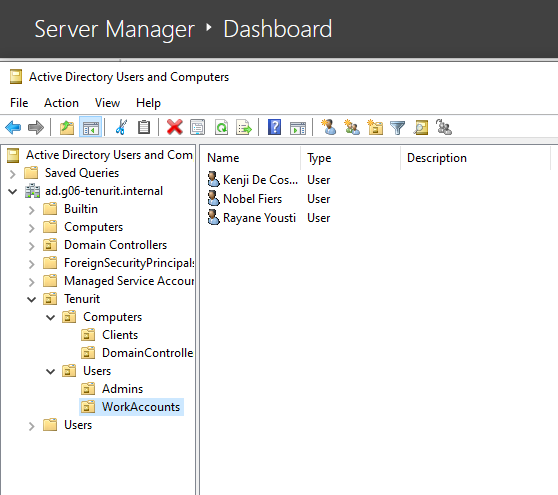 Server Manager ‣ Dashboard
Active Directory Users and Computers
File Action View Help
Active Directory Users and Com
Saved Queries
ad.g06-tenurit.internal
Builtin
Computers
Domain Controllers
ForeignSecurityPrincipals
Managed Service Accour
Tenurit
Computers
Clients
DomainControlle
Users
Admins
WorkAccounts
Users
Name Type Description
Kenji De Cos... User
Nobel Fiers User
Rayane Yousti User